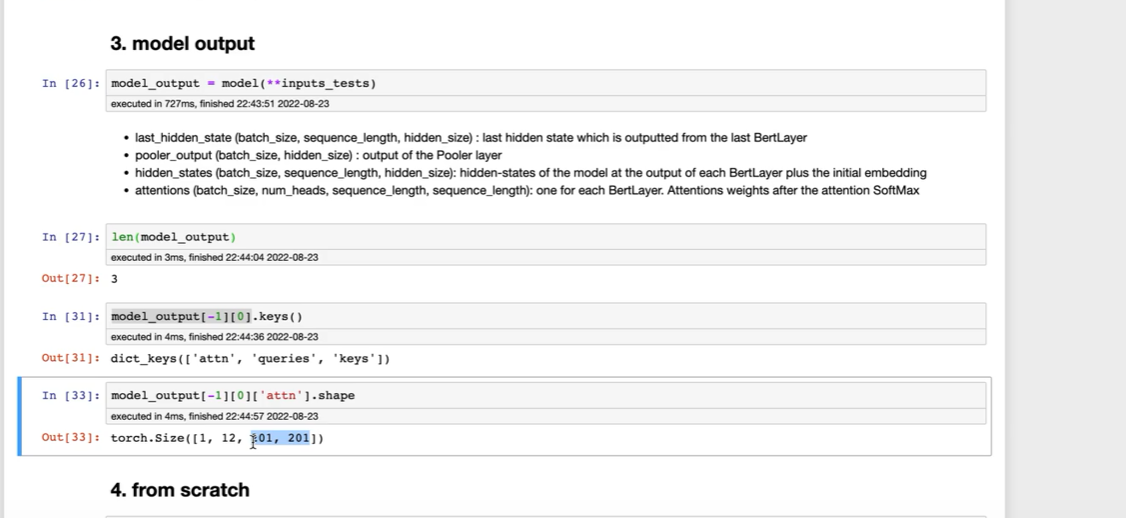 3. model output
In [26]: model_output = model(**inputs_tests)
executed in 727ms, finished 22:43:51 2022-08-23
• last_hidden_state (batch_size, sequence_length, hidden_size) : last hidden state which is outputted from the last BertLayer
• pooler_output (batch_size, hidden_size) : output of the Pooler layer
• hidden_states (batch_size, sequence_length, hidden_size): hidden-states of the model at the output of each BertLayer plus the initial embedding
• attentions (batch_size, num_heads, sequence_length, sequence_length): one for each BertLayer. Attentions weights after the attention SoftMax
In [27]: len(model_output)
executed in 3ms, finished 22:44:04 2022-08-23
Out[27]: 3
In [31]: model_output[-1][0].keys()
executed in 4ms, finished 22:44:36 2022-08-23
Out[31]: dict_keys(['attn', 'queries', 'keys'])
In [33]: model_output[-1][0]['attn'].shape
executed in 4ms, finished 22:44:57 2022-08-23
Out[33]: torch.Size([1, 12, 201, 201])
4. from scratch